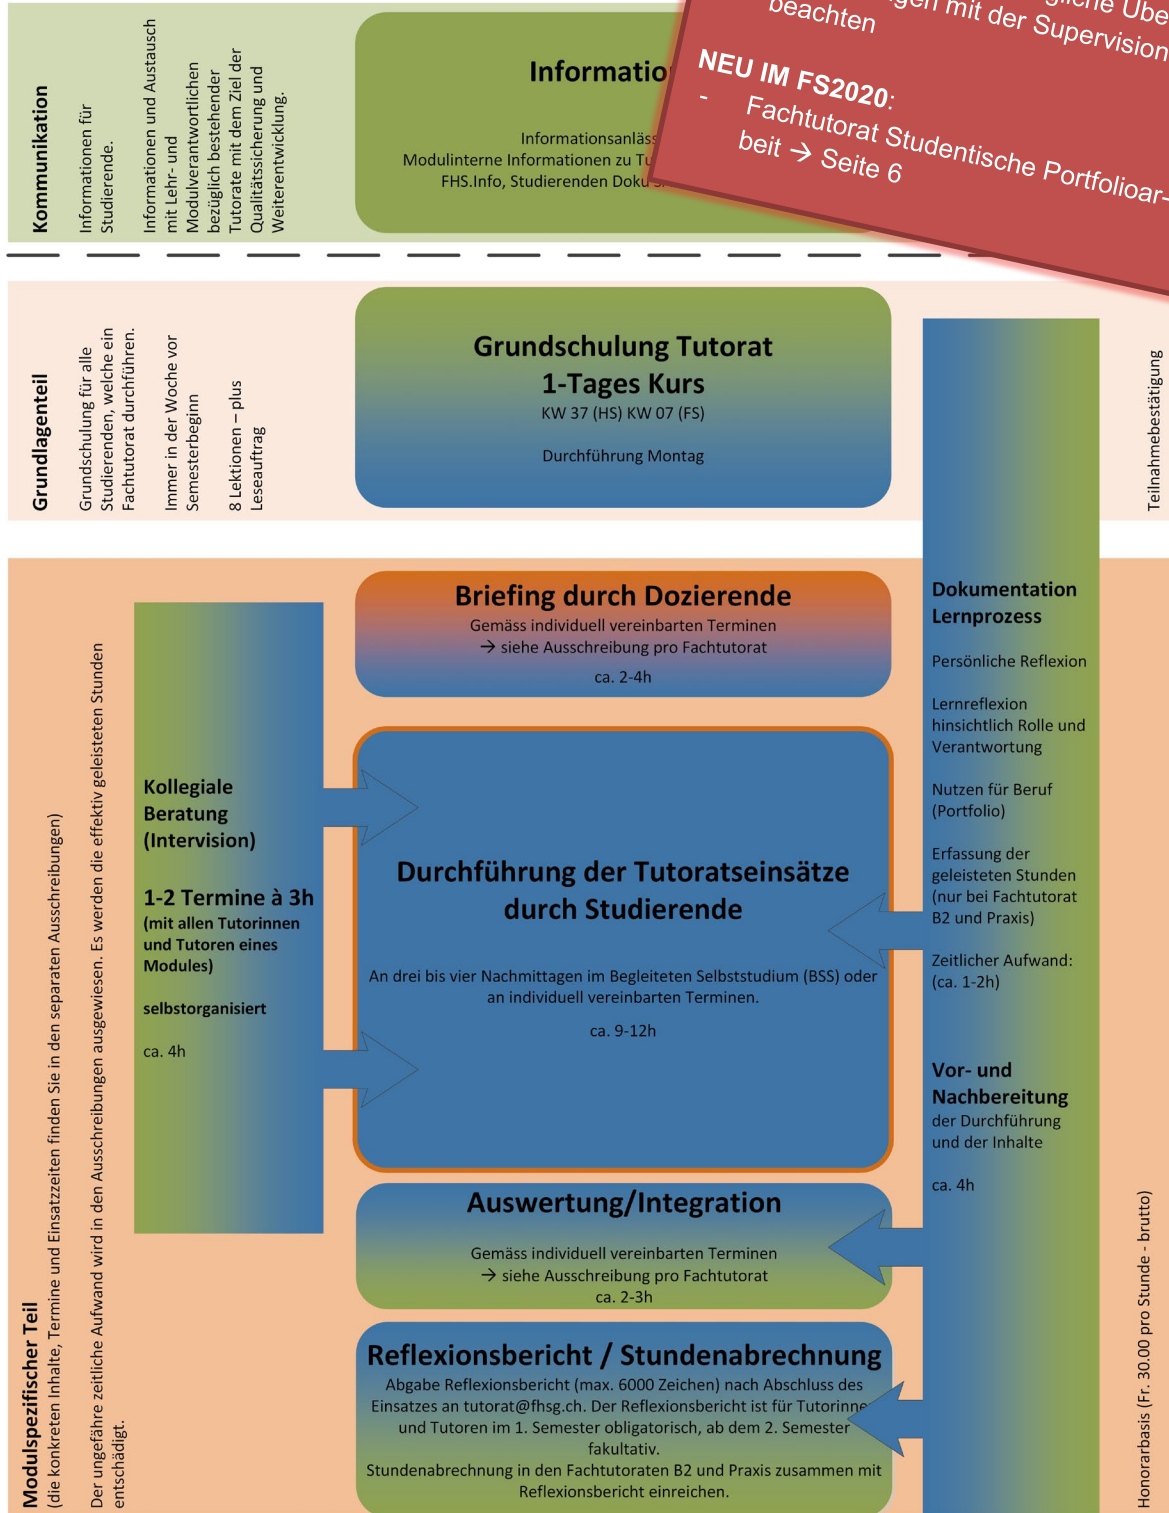 Kommunikation
Informationen für
Studierende.
Informationen und Austausch
mit Lehr- und
Modulverantwortlichen
bezüglich bestehender
Tutorate mit dem Ziel der
Qualitätssicherung und
Weiterentwicklung.
Informationsanläss
Modulinterne Informationen zu
FHS.Info, Studierenden
beachten
mit der Supervision
NEU IM FS2020:
- Fachtutorat Studentische Portfolioar-
beit → Seite 6
Grundlagenteil
Grundschulung für alle
Studierenden, welche ein
Fachtutorat durchführen.
Immer in der Woche vor
Semesterbeginn
8 Lektionen – plus
Leseauftrag
Grundschulung Tutorat
1-Tages Kurs
KW 37 (HS) KW 07 (FS)
Durchführung Montag
Teilnahmebestätigung
Modulspezifischer Teil
(die konkreten Inhalte, Termine und Einsatzzeiten finden Sie in den separaten Ausschreibungen)
Der ungefähre zeitliche Aufwand wird in den Ausschreibungen ausgewiesen. Es werden die effektiv geleisteten Stunden
entschädigt.
Kollegiale
Beratung
(Intervision)
1-2 Termine à 3h
(mit allen Tutorinnen
und Tutoren eines
Modules)
selbstorganisiert
ca. 4h
Briefing durch Dozierende
Gemäss individuell vereinbarten Terminen
→ siehe Ausschreibung pro Fachtutorat
ca. 2-4h
Durchführung der Tutoratseinsätze
durch Studierende
An drei bis vier Nachmittagen im Begleiteten Selbststudium (BSS) oder
an individuell vereinbarten Terminen.
ca. 9-12h
Auswertung/Integration
Gemäss individuell vereinbarten Terminen
→ siehe Ausschreibung pro Fachtutorat
ca. 2-3h
Reflexionsbericht / Stundenabrechnung
Abgabe Reflexionsbericht (max. 6000 Zeichen) nach Abschluss des
Einsatzes an tutorat@fhsg.ch. Der Reflexionsbericht ist für Tutorinne
und Tutoren im 1. Semester obligatorisch, ab dem 2. Semester
fakultativ.
Stundenabrechnung in den Fachtutoraten B2 und Praxis zusammen mit
Reflexionsbericht einreichen.
Dokumentation
Lernprozess
Persönliche Reflexion
Lernreflexion
hinsichtlich Rolle und
Verantwortung
Nutzen für Beruf
(Portfolio)
Erfassung der
geleisteten Stunden
(nur bei Fachtutorat
B2 und Praxis)
Zeitlicher Aufwand:
(ca. 1-2h)
Vor- und
Nachbereitung
der Durchführung
und der Inhalte
ca. 4h
Honorarbasis (Fr. 30.00 pro Stunde - brutto)